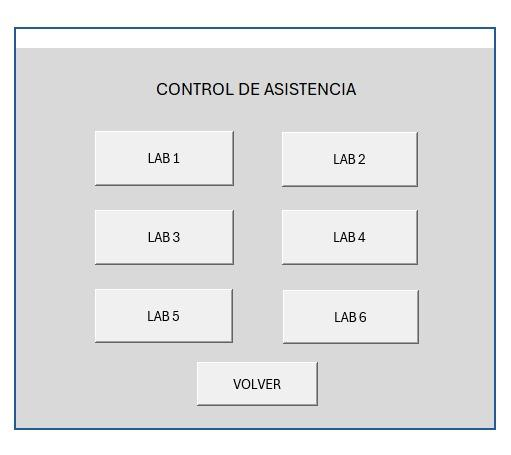 CONTROL DE ASISTENCIA
LAB 1
LAB 2
LAB 3
LAB 4
LAB 5
LAB 6
VOLVER